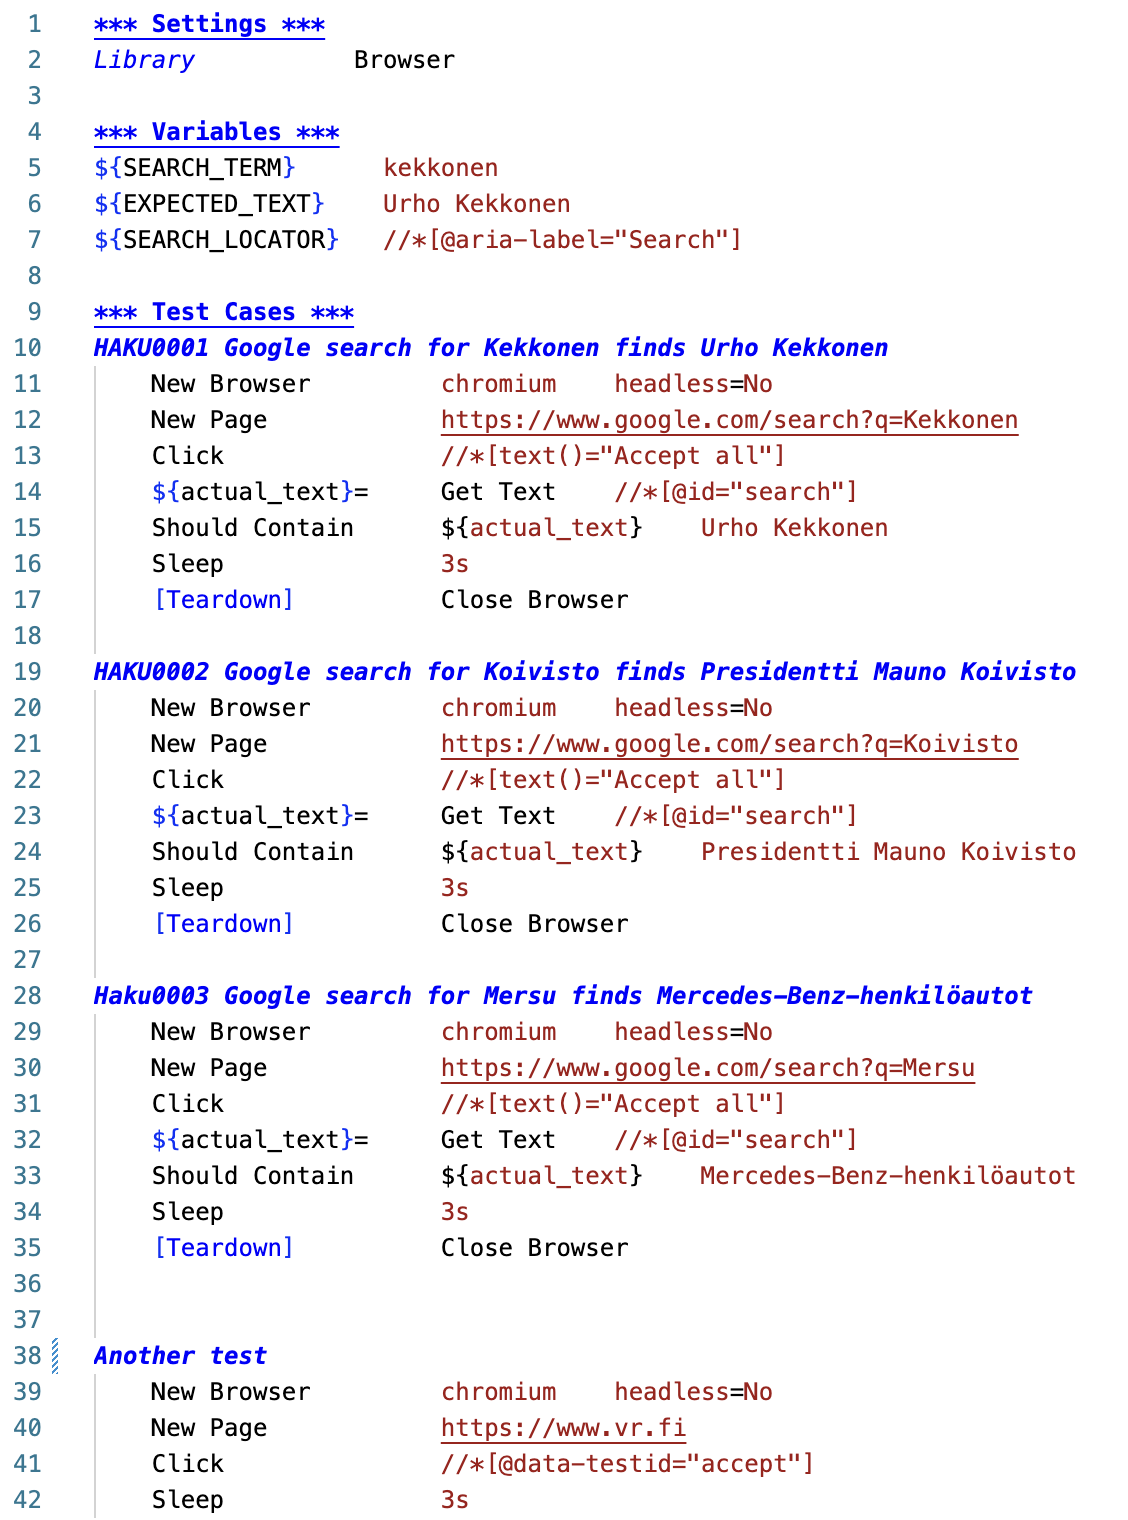 1 *** Settings ***
2 Library Browser
3
4 *** Variables ***
5 ${SEARCH_TERM} kekkonen
6 ${EXPECTED_TEXT} Urho Kekkonen
7 ${SEARCH_LOCATOR} //*[@aria-label="Search"]
8
9 *** Test Cases ***
10 HAKU0001 Google search for Kekkonen finds Urho Kekkonen
11 New Browser chromium headless=No
12 New Page https://www.google.com/search?q=Kekkonen
13 Click //*[text()="Accept all"]
14 ${actual_text}= Get Text //*[@id="search"]
15 Should Contain ${actual_text} Urho Kekkonen
16 Sleep 3s
17 [Teardown] Close Browser
18
19 HAKU0002 Google search for Koivisto finds Presidentti Mauno Koivisto
20 New Browser chromium headless=No
21 New Page https://www.google.com/search?q=Koivisto
22 Click //*[text()="Accept all"]
23 ${actual_text}= Get Text //*[@id="search"]
24 Should Contain ${actual_text} Presidentti Mauno Koivisto
25 Sleep 3s
26 [Teardown] Close Browser
27
28 Haku0003 Google search for Mersu finds Mercedes-Benz-henkilöautot
29 New Browser chromium headless=No
30 New Page https://www.google.com/search?q=Mersu
31 Click //*[text()="Accept all"]
32 ${actual_text}= Get Text //*[@id="search"]
33 Should Contain ${actual_text} Mercedes-Benz-henkilöautot
34 Sleep 3s
35 [Teardown] Close Browser
36
37
38 Another test
39 New Browser chromium headless=No
40 New Page https://www.vr.fi
41 Click //*[@data-testid="accept"]
42 Sleep 3s